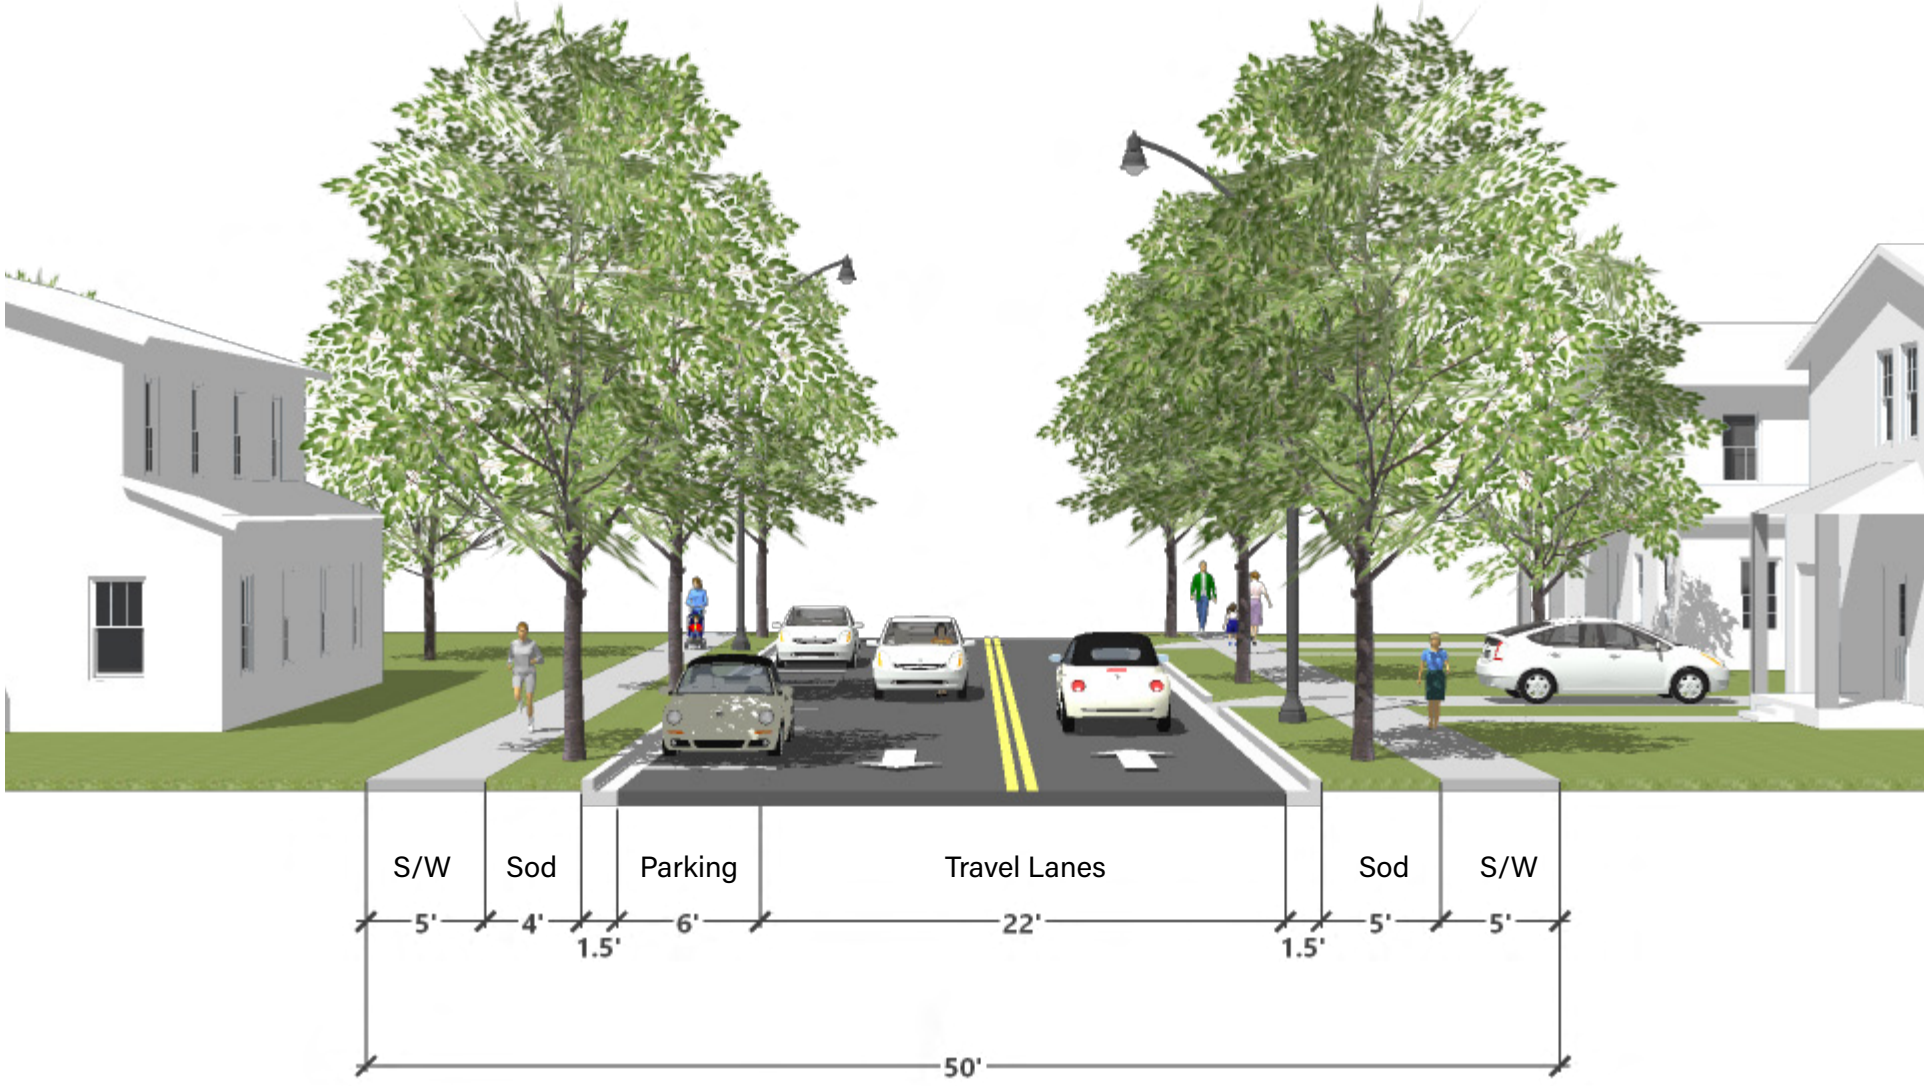 S/W Sod Parking Travel Lanes Sod S/W
5' 4' 6' 22' 5' 5'
1.5' 1.5'
50'